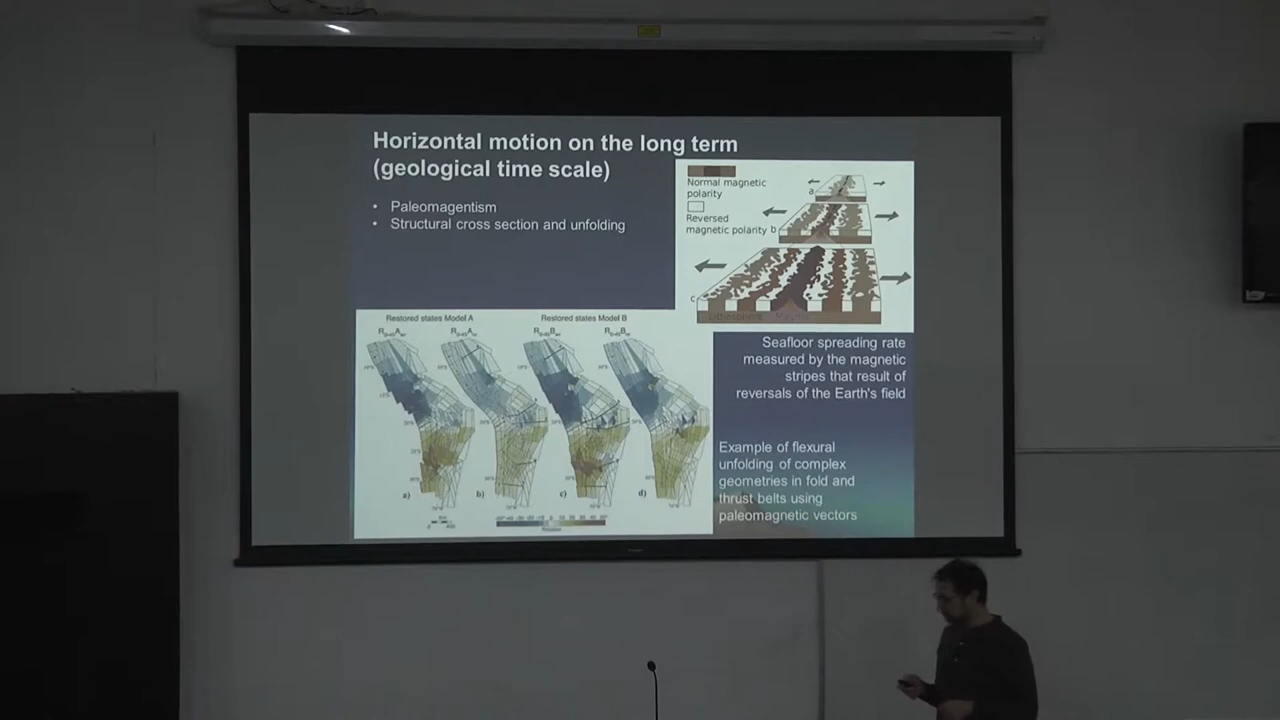 Horizontal motion on the long term
(geological time scale)
• Paleomagentism
• Structural cross section and unfolding
Normal magnetic
polarity
Reversed
magnetic polarity
a
b
c
Lithosphere Magma
Seafloor spreading rate
measured by the magnetic
stripes that result of
reversals of the Earth's field
Restored states Model A
Restored states Model B
a)
b)
c)
d)
Example of flexural
unfolding of complex
geometries in fold and
thrust belts using
paleomagnetic vectors